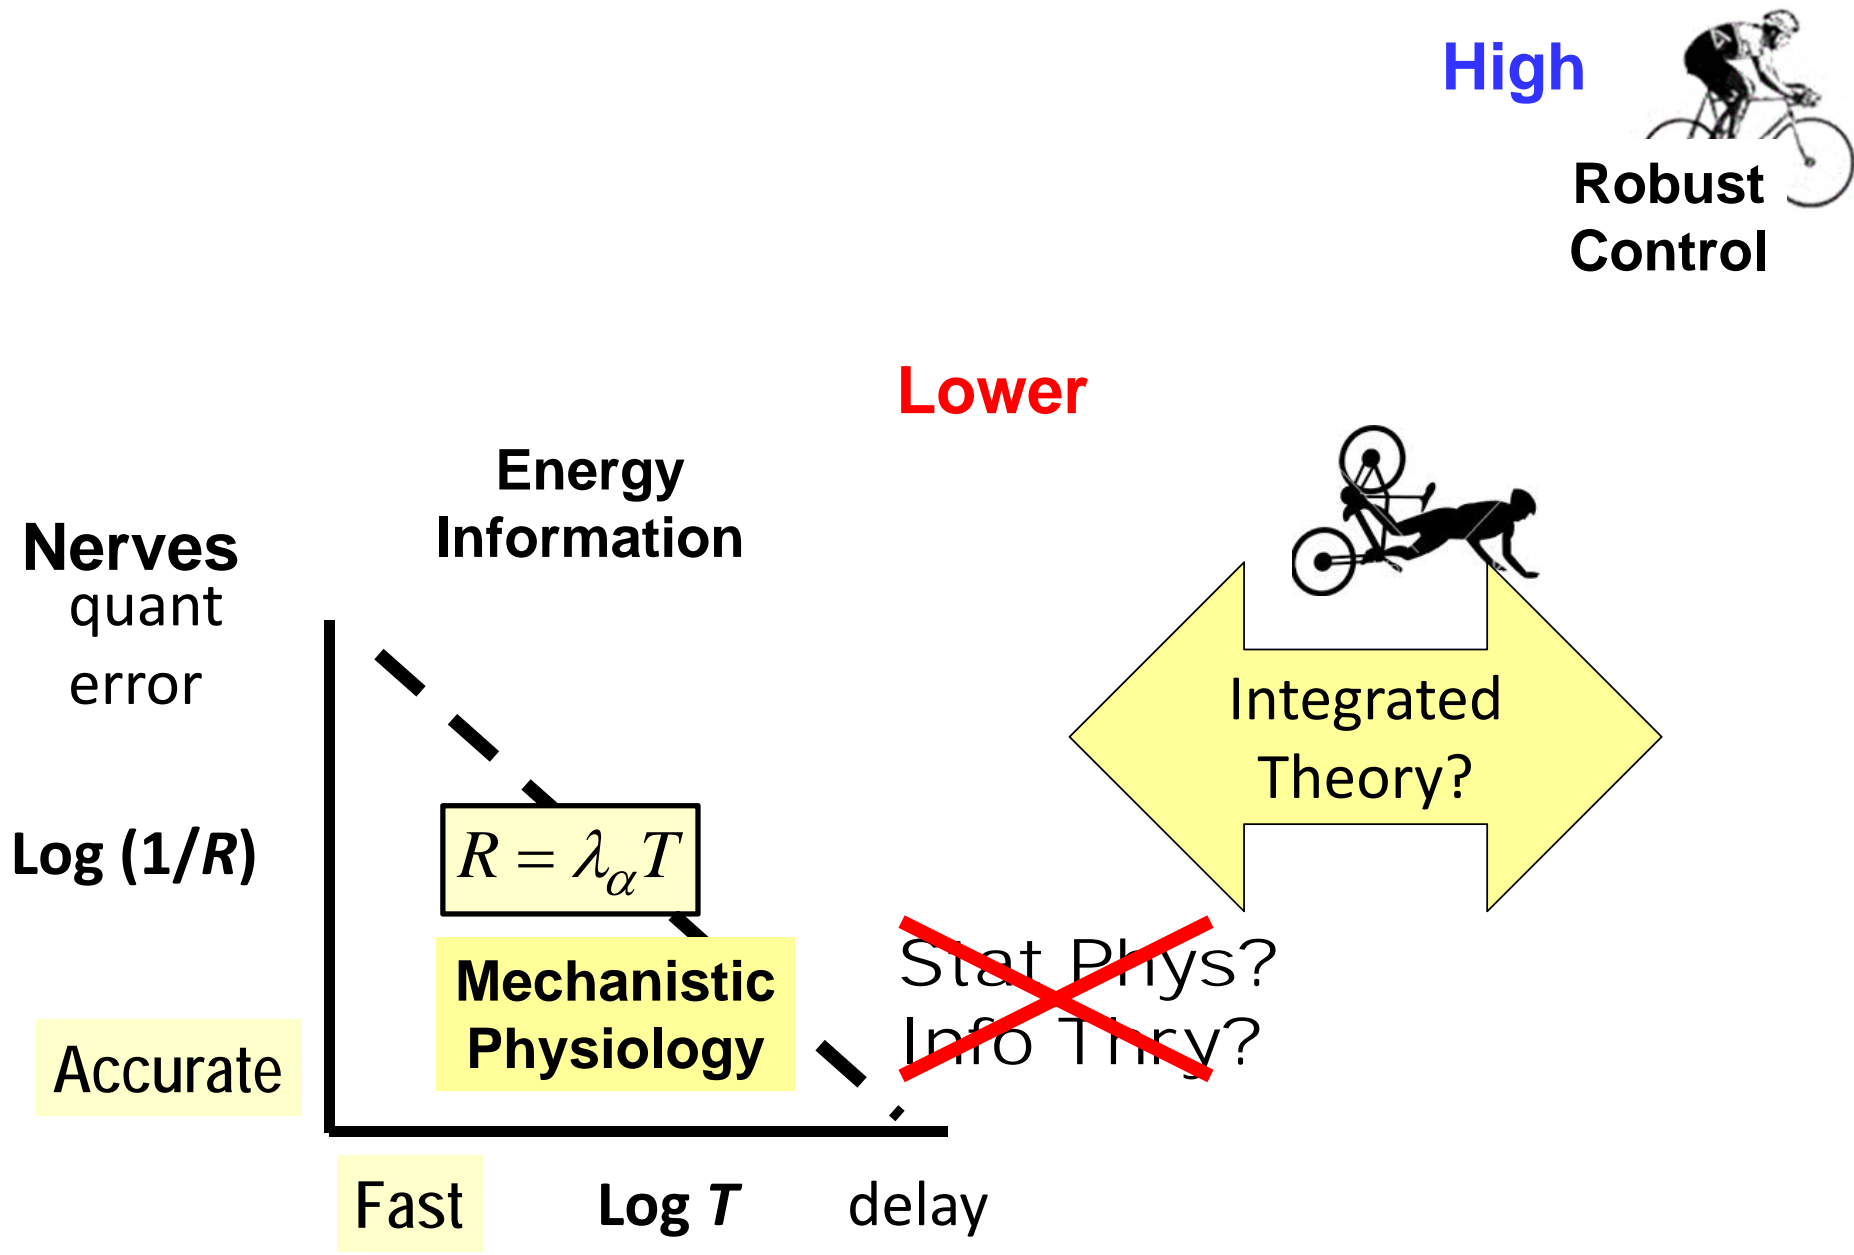 High
Robust
Control
Lower
Energy
Information
Nerves
quant
error
Integrated
Theory?
Log (1/R)
R = λαT
Stat Phys?
Info Thry?
Mechanistic
Physiology
Accurate
Fast
Log T
delay